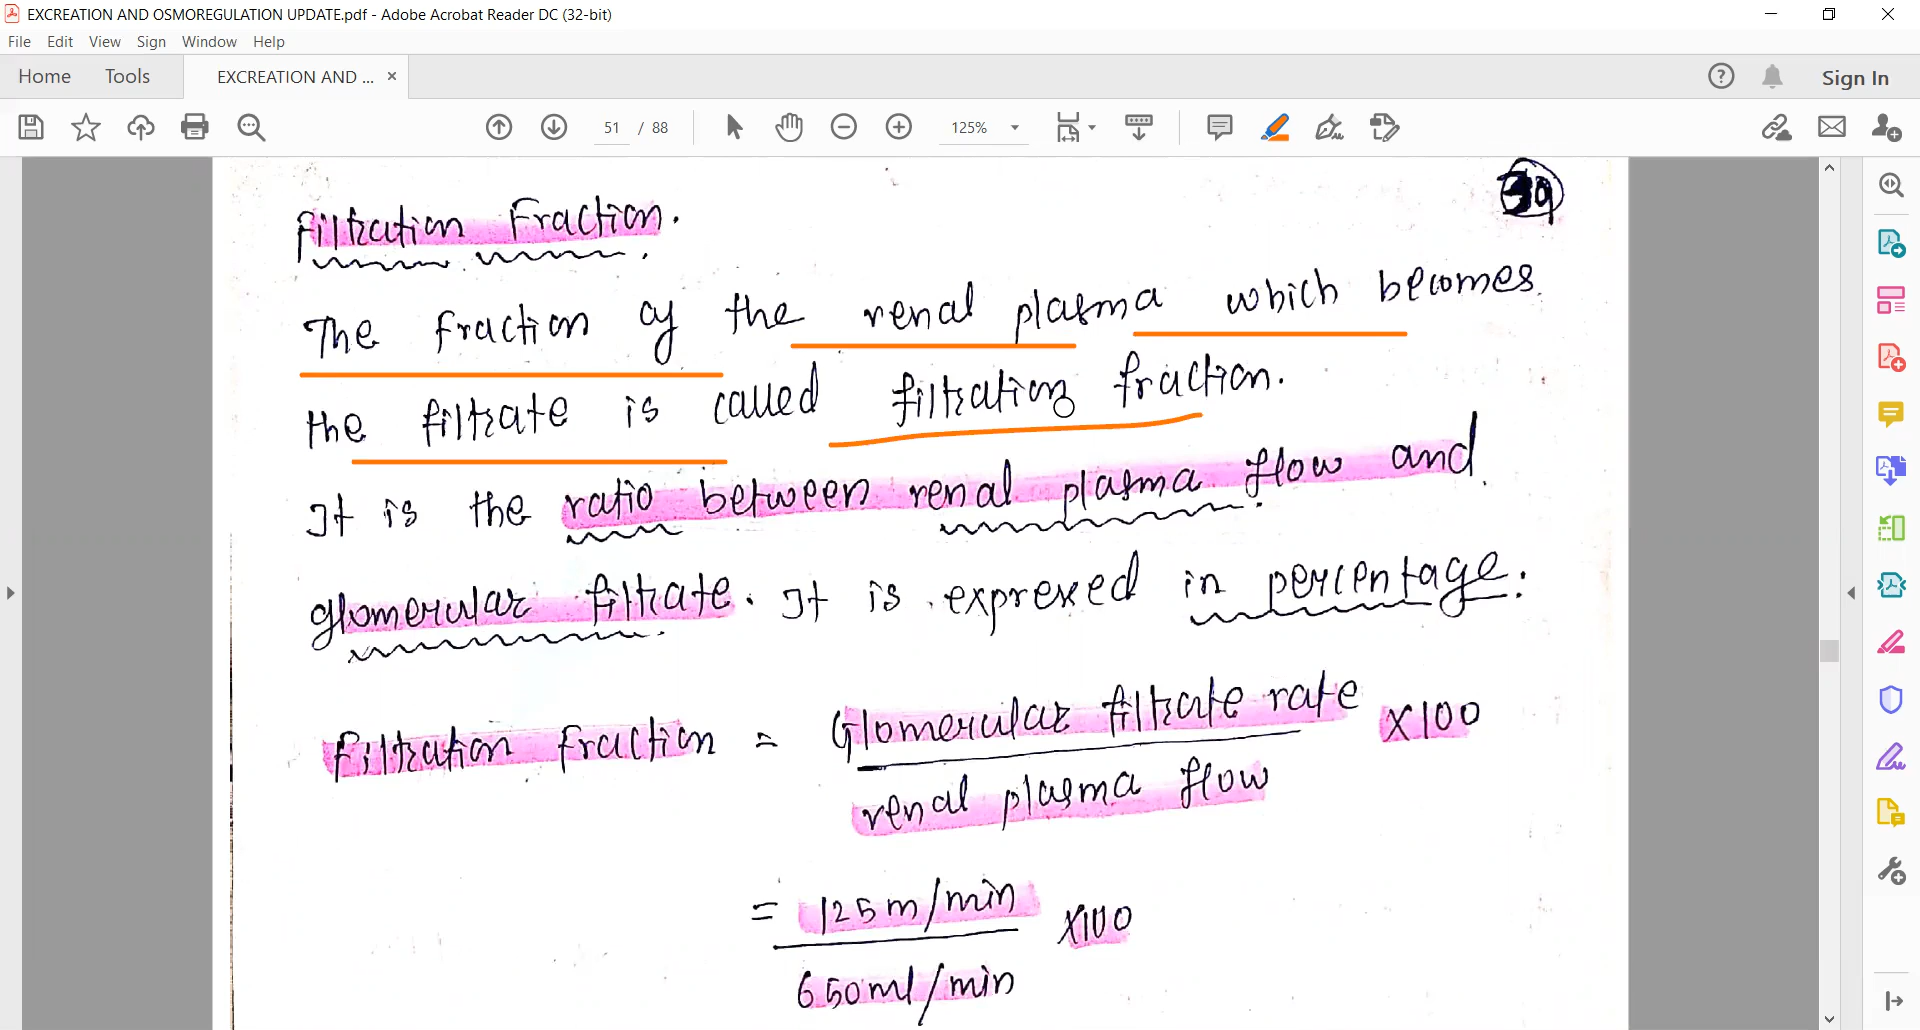 EXCREATION AND OSMOREGULATION UPDATE.pdf - Adobe Acrobat Reader DC (32-bit)
File Edit View Sign Window Help
Home Tools EXCREATION AND ... × Sign In
51 / 88 125%
39
Filtration Fraction.
The fraction of the renal plasma which becomes
the filtrate is called filtration fraction.
It is the ratio between renal plasma flow and
glomerular filtrate. It is expressed in percentage:
Filtration fraction = Glomerular filtrate rate X100
renal plasma flow
= 125m/min X100
650ml/min